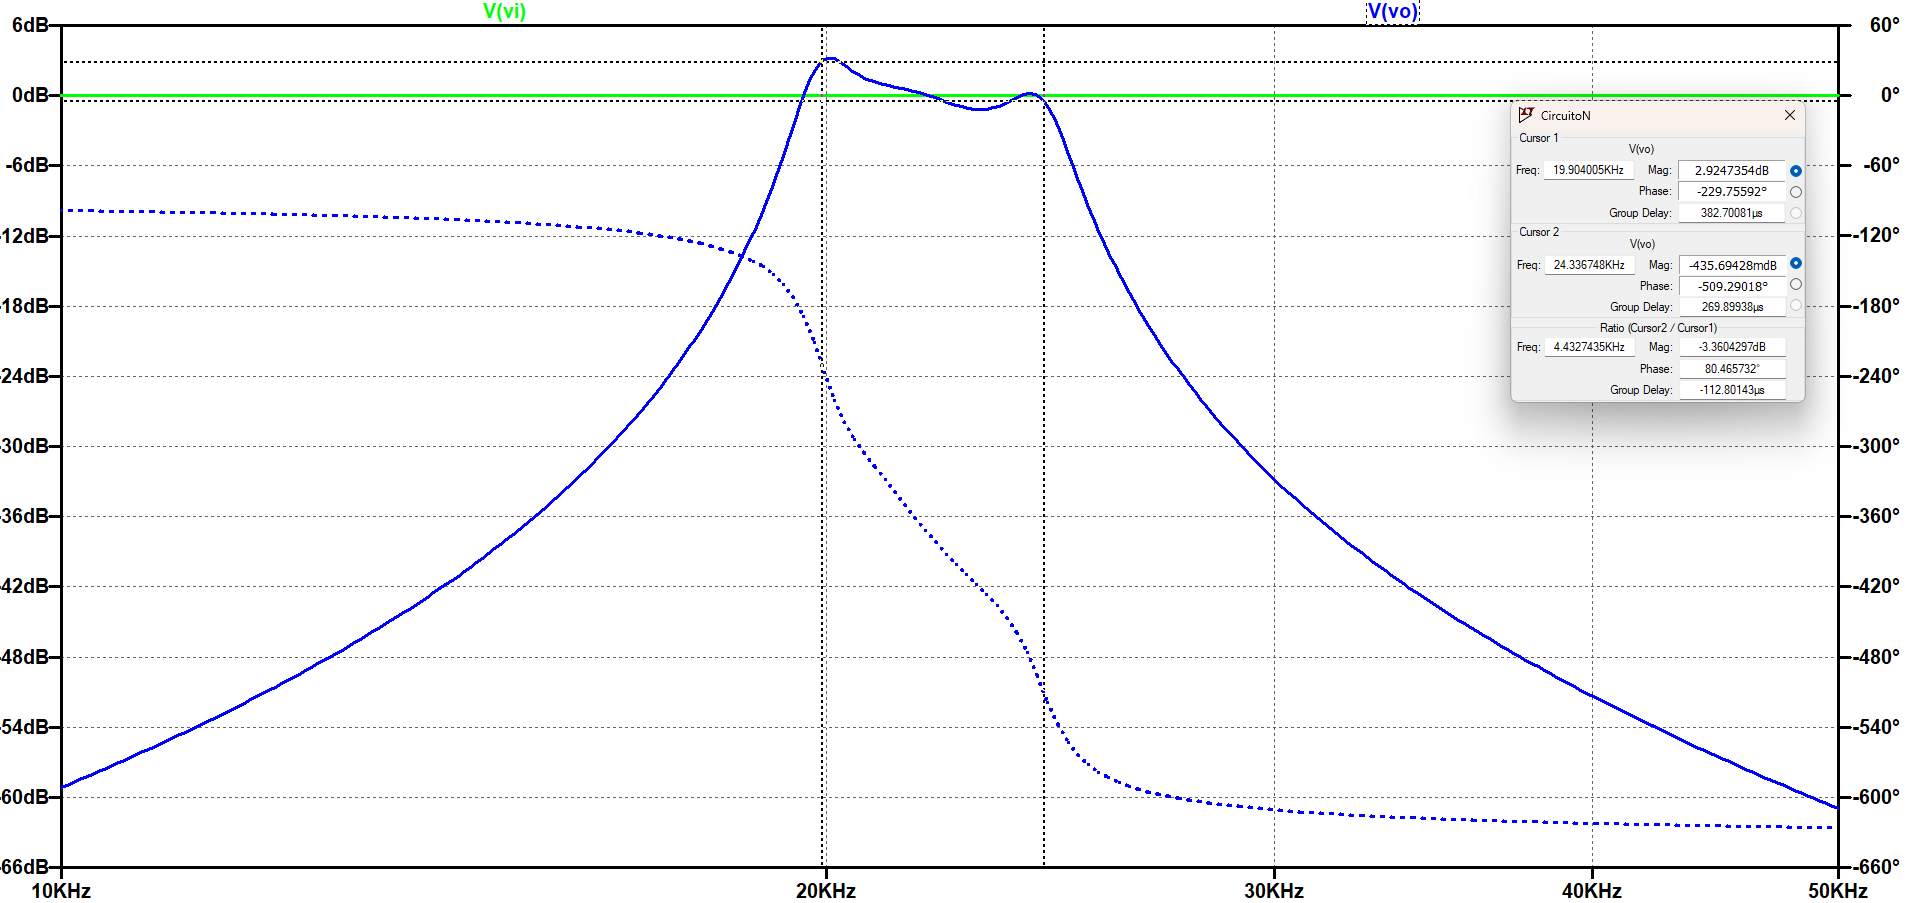 V(vi) V(vo)
6dB 60°
0dB 0°
-6dB -60°
-12dB -120°
-18dB -180°
-24dB -240°
-30dB -300°
-36dB -360°
-42dB -420°
-48dB -480°
-54dB -540°
-60dB -600°
-66dB -660°
10KHz 20KHz 30KHz 40KHz 50KHz
CircuitoN
Cursor 1
V(vo)
Freq: 19.904005KHz Mag: 2.9247354dB
Phase: -229.75592°
Group Delay: 382.70081µs
Cursor 2
V(vo)
Freq: 24.336748KHz Mag: -435.69428mdB
Phase: -509.29018°
Group Delay: 269.89938µs
Ratio (Cursor2 / Cursor1)
Freq: 4.4327435KHz Mag: -3.3604297dB
Phase: 80.465732°
Group Delay: -112.80143µs